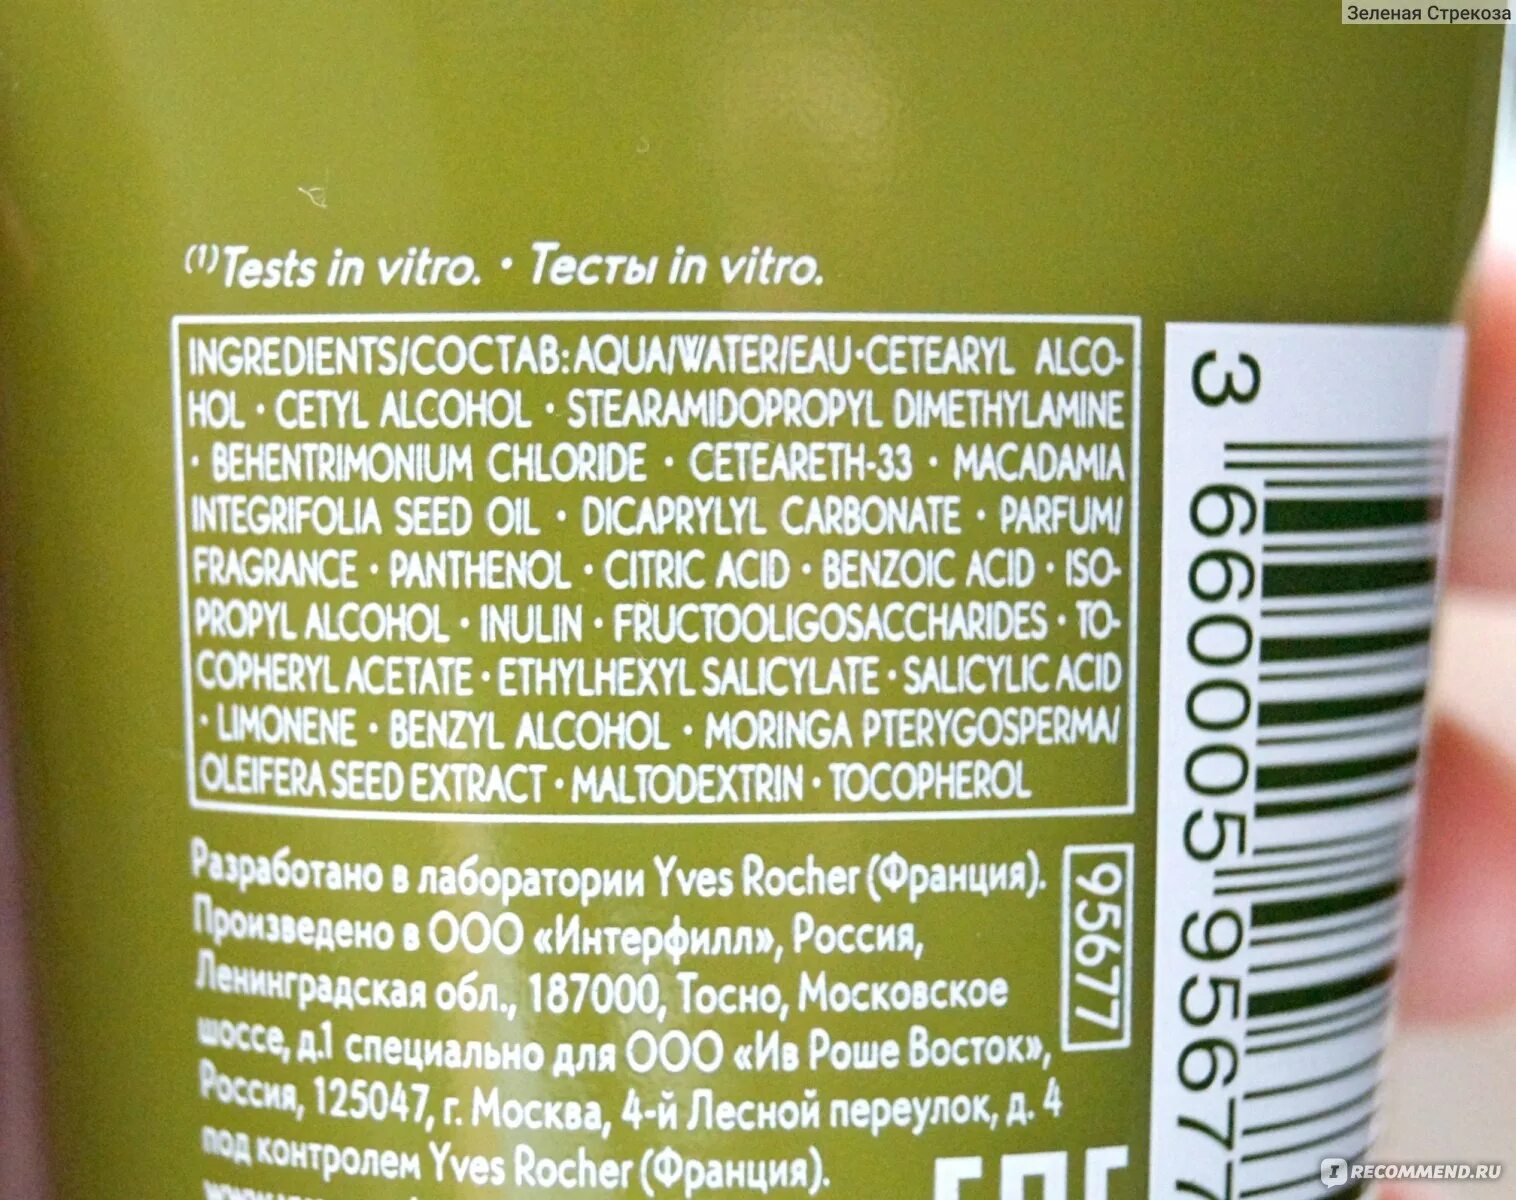 Зеленая Стрекоза
(1) Tests in vitro. • Тесты in vitro.
INGREDIENTS/СОСТАВ: AQUA/WATER/EAU • CETEARYL ALCO-
HOL • CETYL ALCOHOL • STEARAMIDOPROPYL DIMETHYLAMINE
• BEHENTRIMONIUM CHLORIDE • CETEARETH-33 • MACADAMIA
INTEGRIFOLIA SEED OIL • DICAPRYLYL CARBONATE • PARFUM/
FRAGRANCE • PANTHENOL • CITRIC ACID • BENZOIC ACID • ISO-
PROPYL ALCOHOL • INULIN • FRUCTOOLIGOSACCHARIDES • TO-
COPHERYL ACETATE • ETHYLHEXYL SALICYLATE • SALICYLIC ACID
• LIMONENE • BENZYL ALCOHOL • MORINGA PTERYGOSPERMA/
OLEIFERA SEED EXTRACT • MALTODEXTRIN • TOCOPHEROL
Разработано в лаборатории Yves Rocher (Франция).
Произведено в ООО «Интерфилл», Россия,
Ленинградская обл., 187000, Тосно, Московское
шоссе, д.1 специально для ООО «Ив Роше Восток»,
Россия, 125047, г. Москва, 4-й Лесной переулок, д. 4
под контролем Yves Rocher (Франция).
95677
3 660005 95677
IRECOMMEND.RU